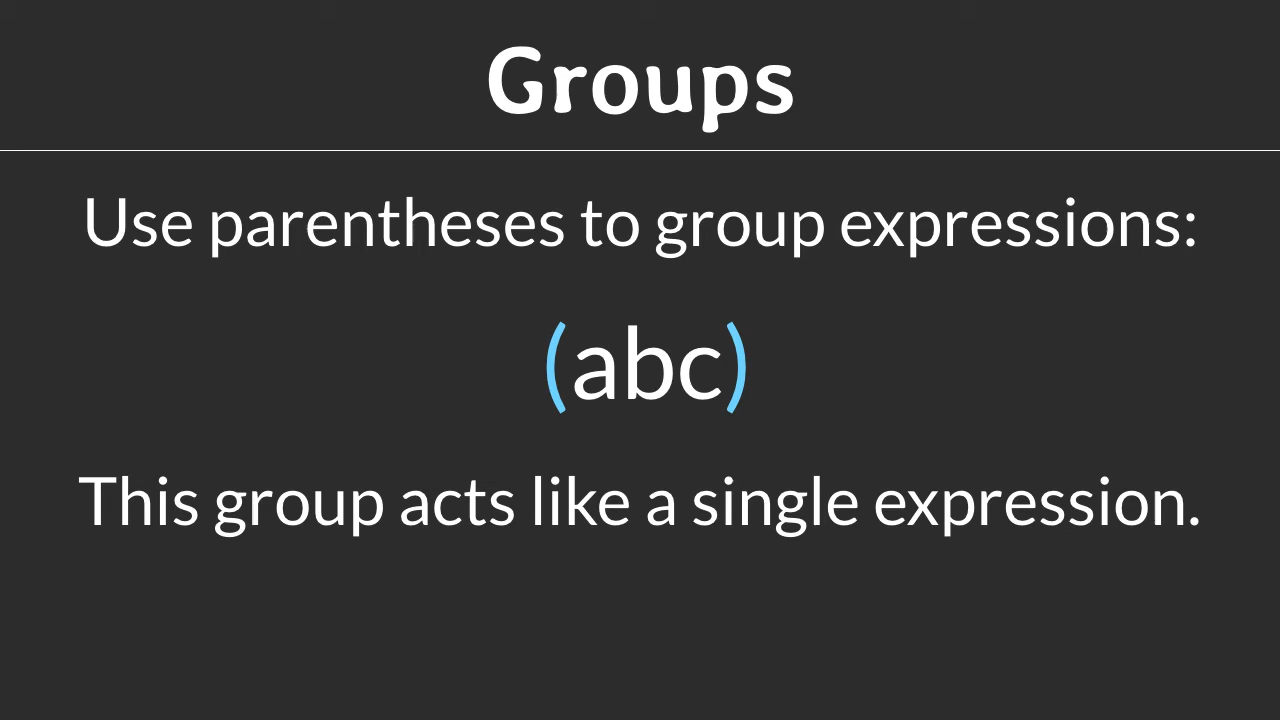 Groups
Use parentheses to group expressions:
(abc)
This group acts like a single expression.